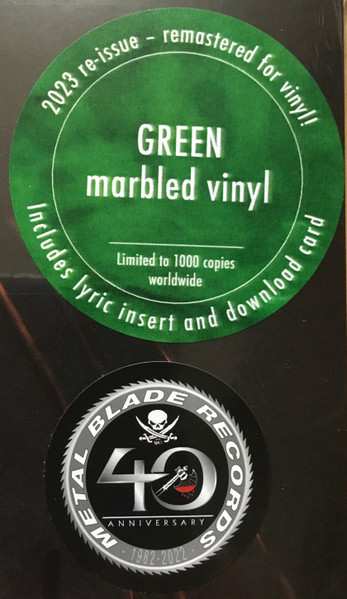 2023 re-issue – remastered for vinyl!
GREEN
marbled vinyl
Limited to 1000 copies
worldwide
Includes lyric insert and download card
METAL BLADE RECORDS
40
ANNIVERSARY
- 1982-2022 -